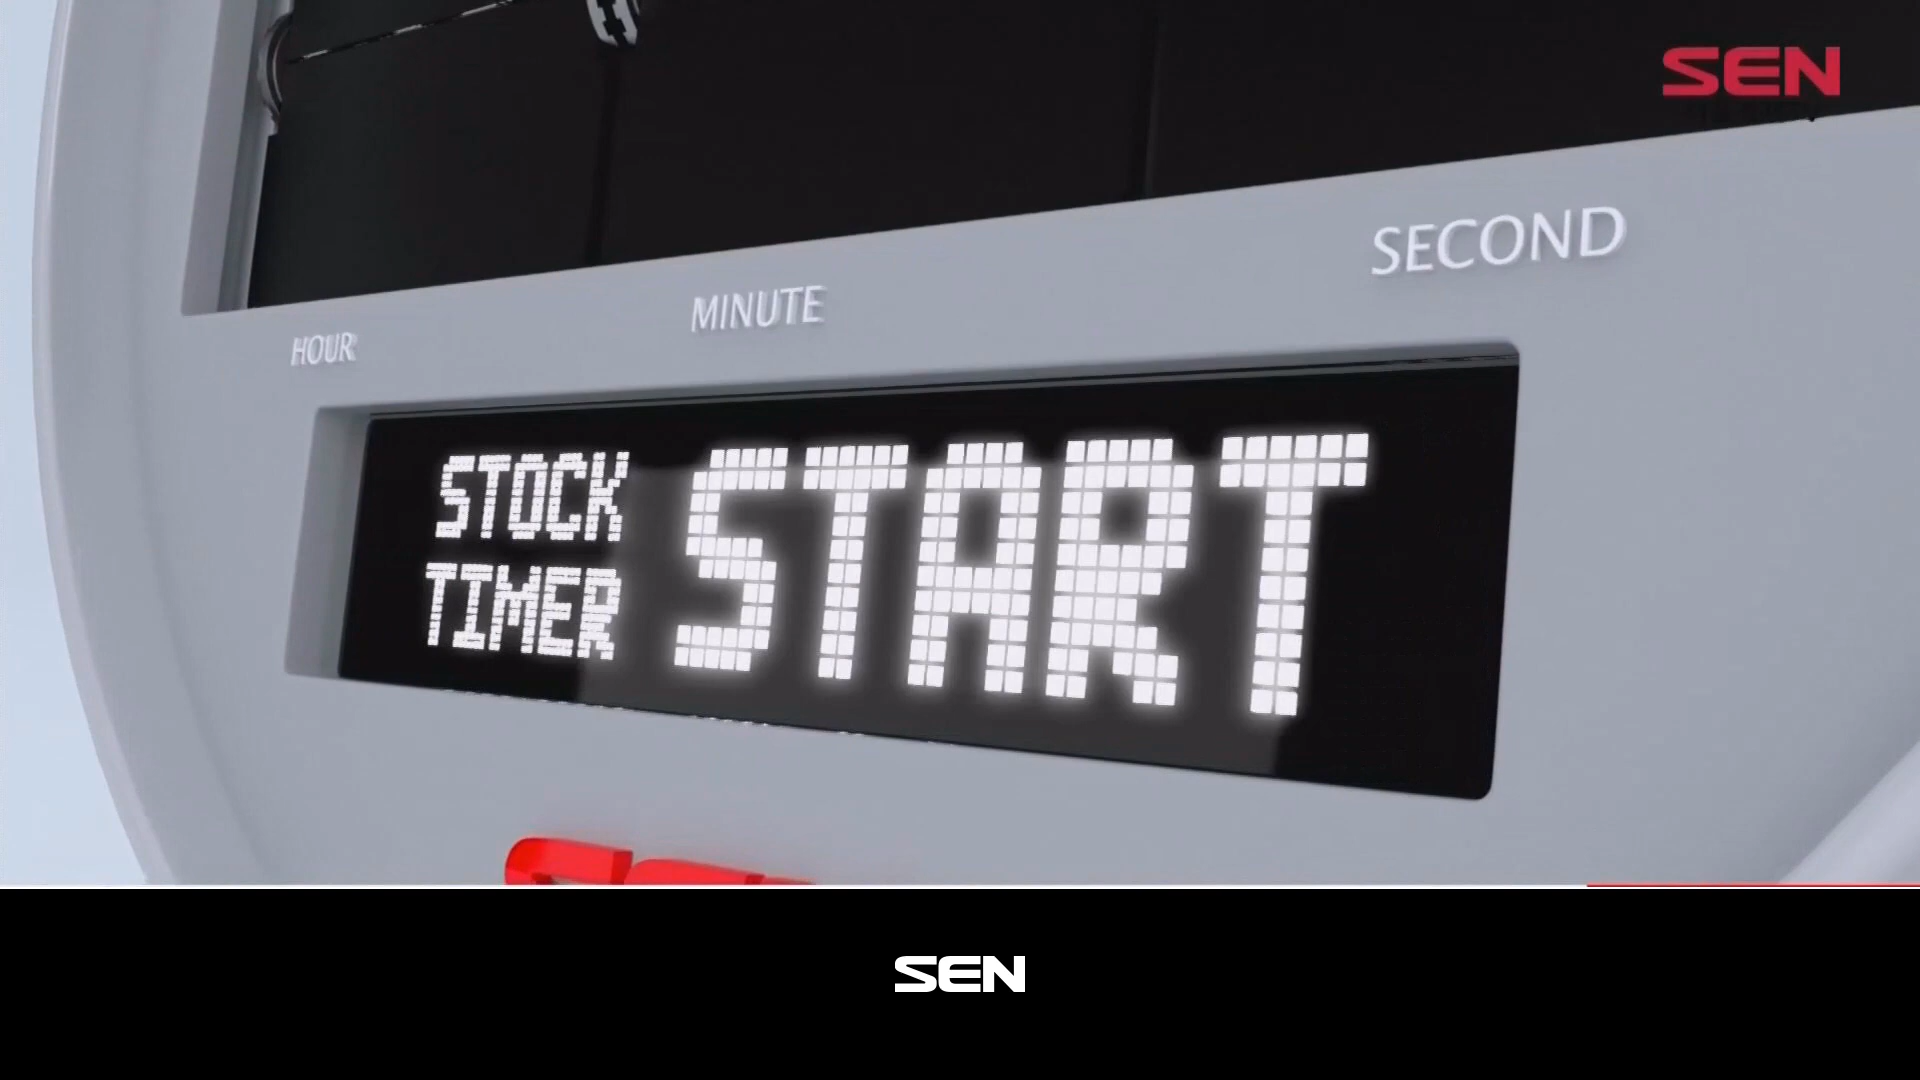 SEN
SECOND
MINUTE
HOUR
STOCK
TIMER
START
SEN